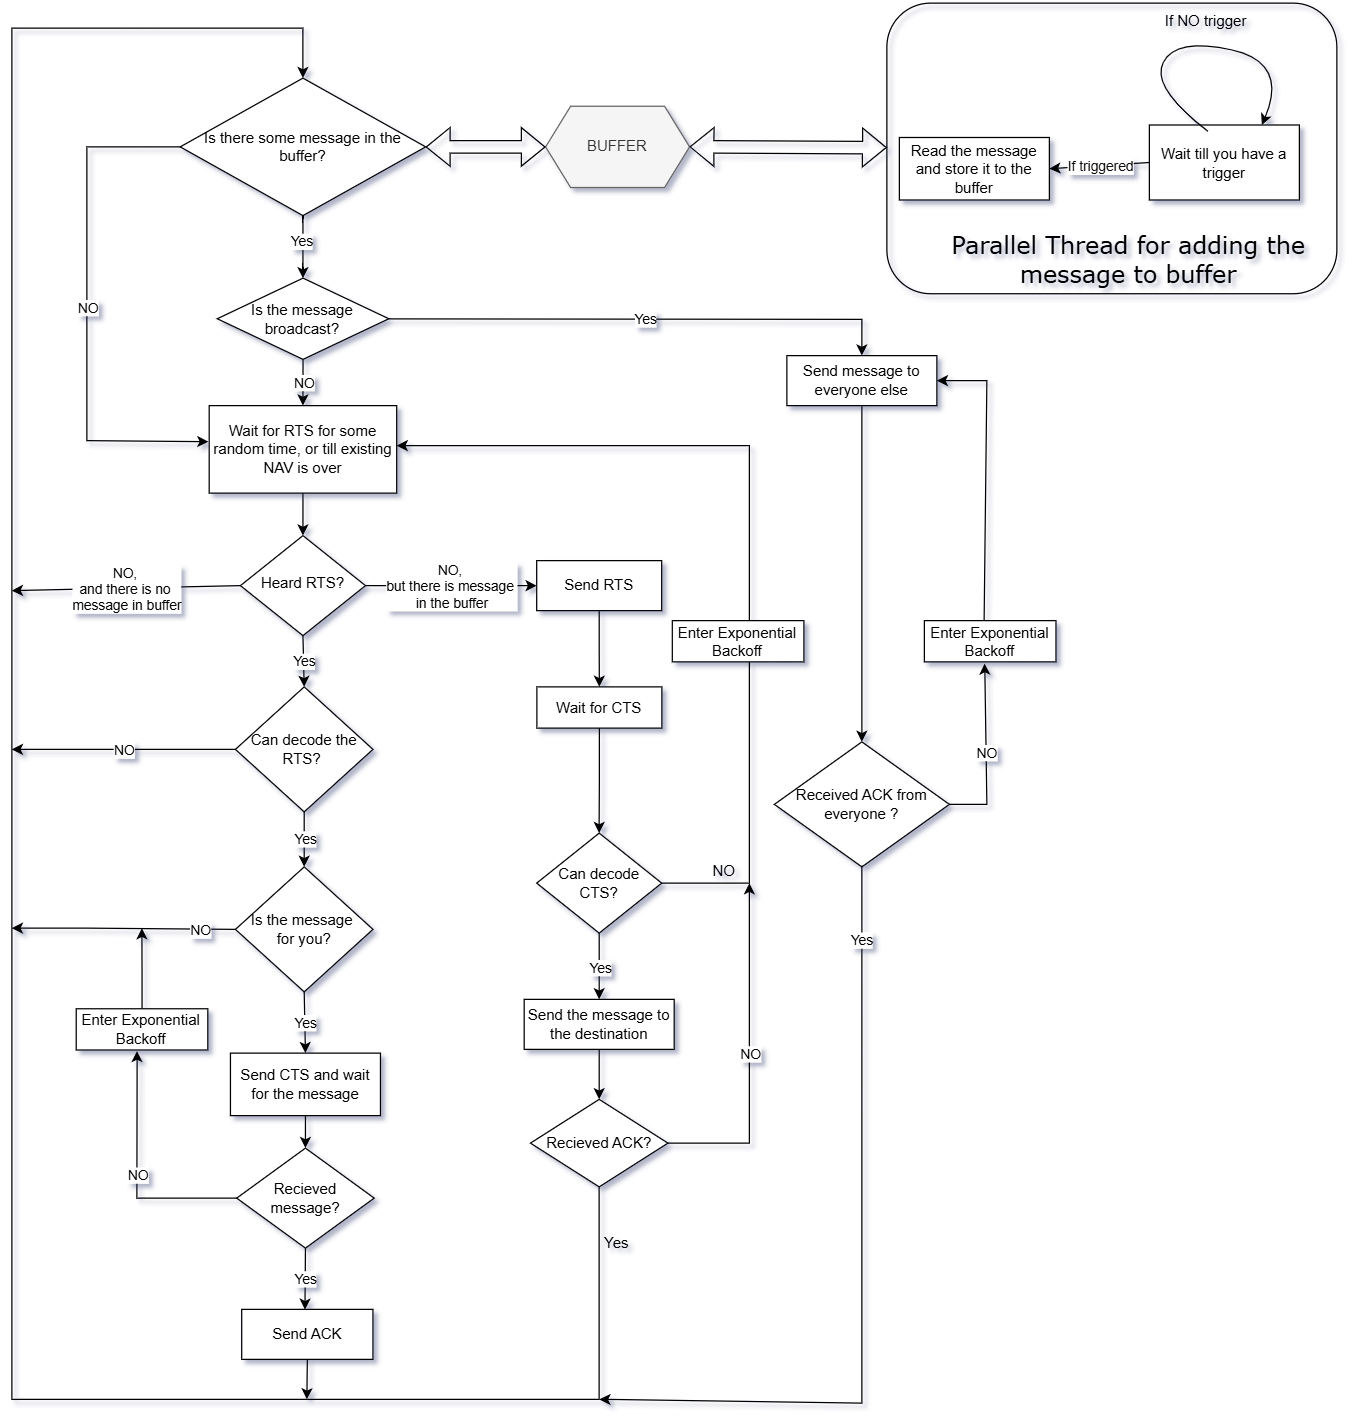 If NO trigger
Is there some message in the
buffer?
BUFFER
Read the message
and store it to the
buffer
If triggered
Wait till you have a
trigger
Parallel Thread for adding the
message to buffer
Yes
NO
Is the message
broadcast?
Yes
NO
Send message to
everyone else
Wait for RTS for some
random time, or till existing
NAV is over
Heard RTS?
NO,
and there is no
message in buffer
NO,
but there is message
in the buffer
Send RTS
Enter Exponential
Backoff
Enter Exponential
Backoff
Yes
Wait for CTS
Can decode the
RTS?
NO
NO
Received ACK from
everyone ?
Yes
Can decode
CTS?
NO
Is the message
for you?
NO
Yes
Yes
Enter Exponential
Backoff
Yes
Send the message to
the destination
NO
Send CTS and wait
for the message
Recieved ACK?
NO
Recieved
message?
Yes
Yes
Send ACK